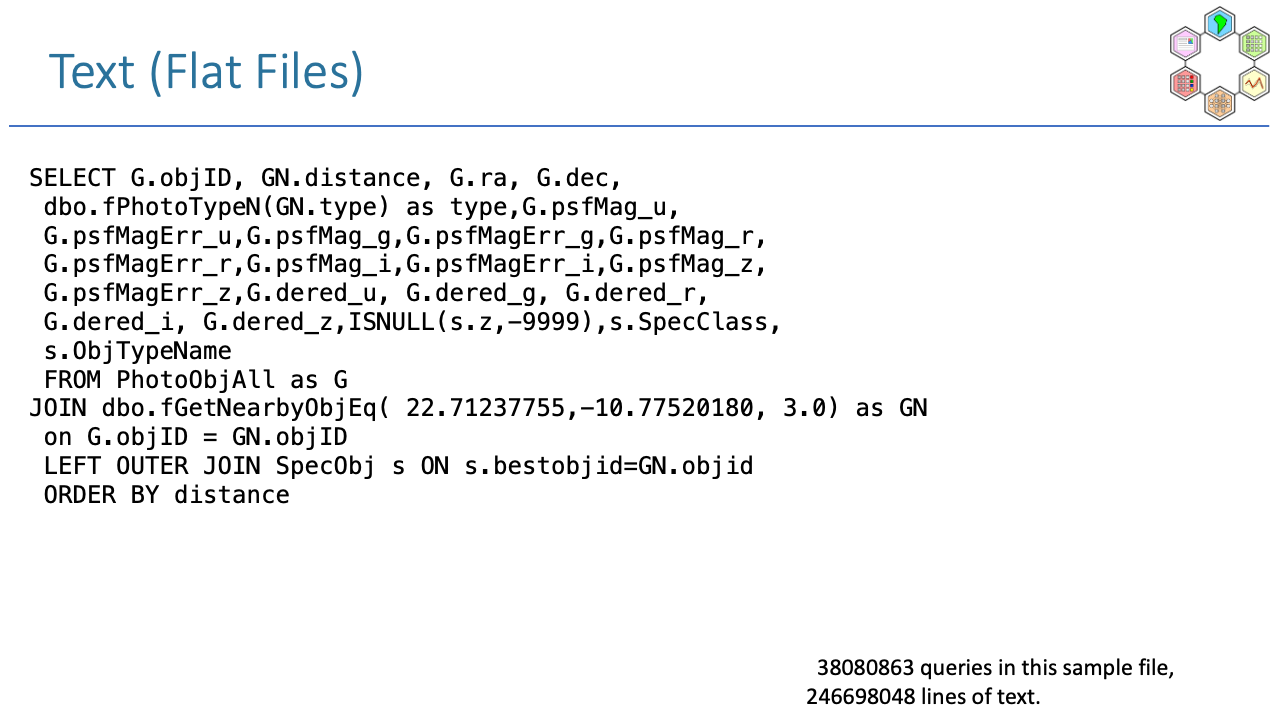 Text (Flat Files)
SELECT G.objID, GN.distance, G.ra, G.dec,
dbo.fPhotoTypeN(GN.type) as type,G.psfMag_u,
G.psfMagErr_u,G.psfMag_g,G.psfMagErr_g,G.psfMag_r,
G.psfMagErr_r,G.psfMag_i,G.psfMagErr_i,G.psfMag_z,
G.psfMagErr_z,G.dered_u, G.dered_g, G.dered_r,
G.dered_i, G.dered_z,ISNULL(s.z,-9999),s.SpecClass,
s.ObjTypeName
FROM PhotoObjAll as G
JOIN dbo.fGetNearbyObjEq( 22.71237755,-10.77520180, 3.0) as GN
on G.objID = GN.objID
LEFT OUTER JOIN SpecObj s ON s.bestobjid=GN.objid
ORDER BY distance
38080863 queries in this sample file,
246698048 lines of text.